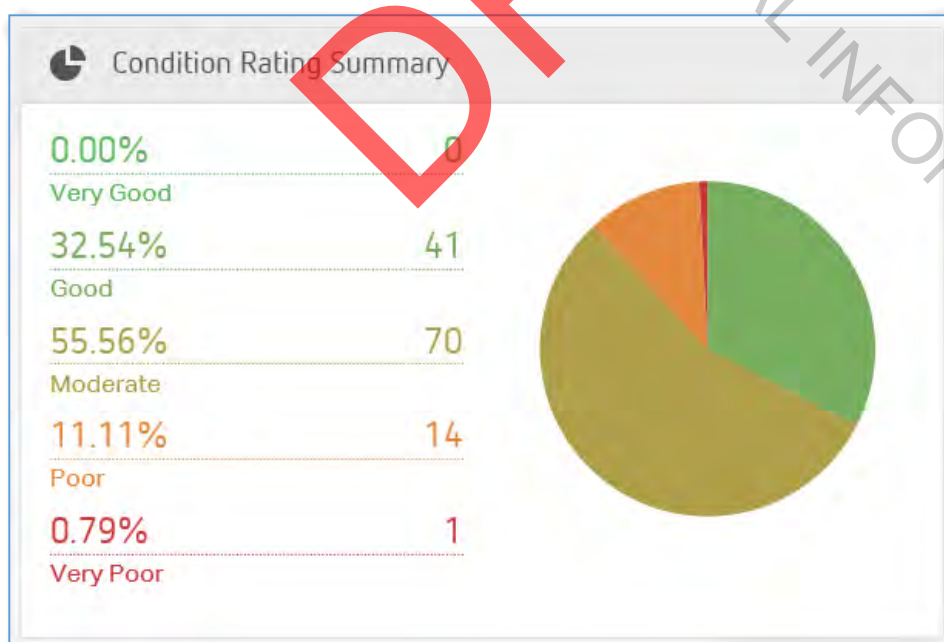 Condition Rating Summary
0.00% 0
Very Good
32.54% 41
Good
55.56% 70
Moderate
11.11% 14
Poor
0.79% 1
Very Poor